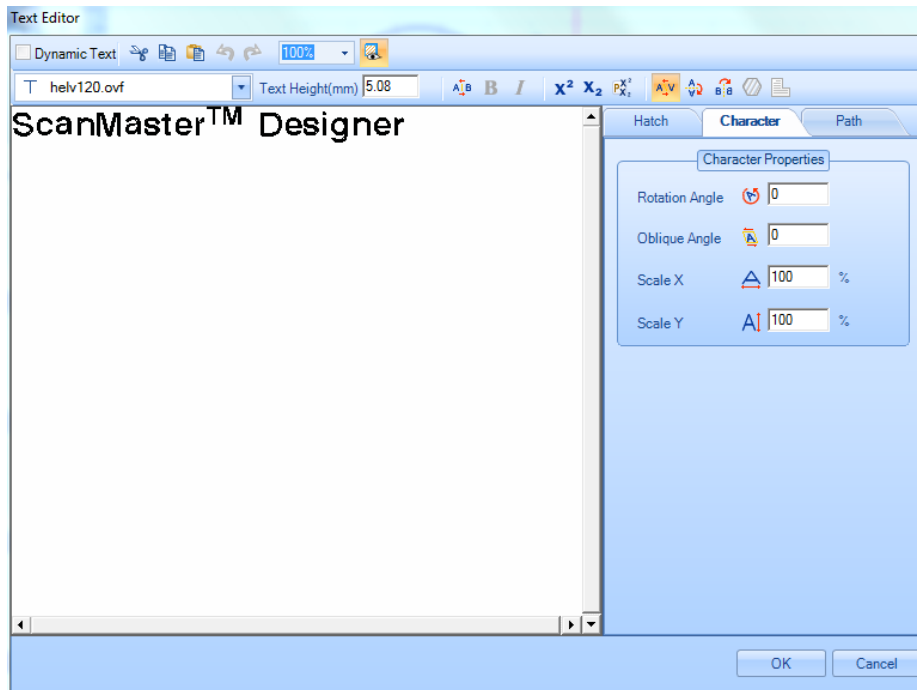 Text Editor
Dynamic Text 100%
helv120.ovf Text Height(mm) 5.08 A B B I X² X₂ A V
ScanMaster™ Designer
Hatch Character Path
Character Properties
Rotation Angle 0
Oblique Angle 0
Scale X 100 %
Scale Y 100 %
OK Cancel